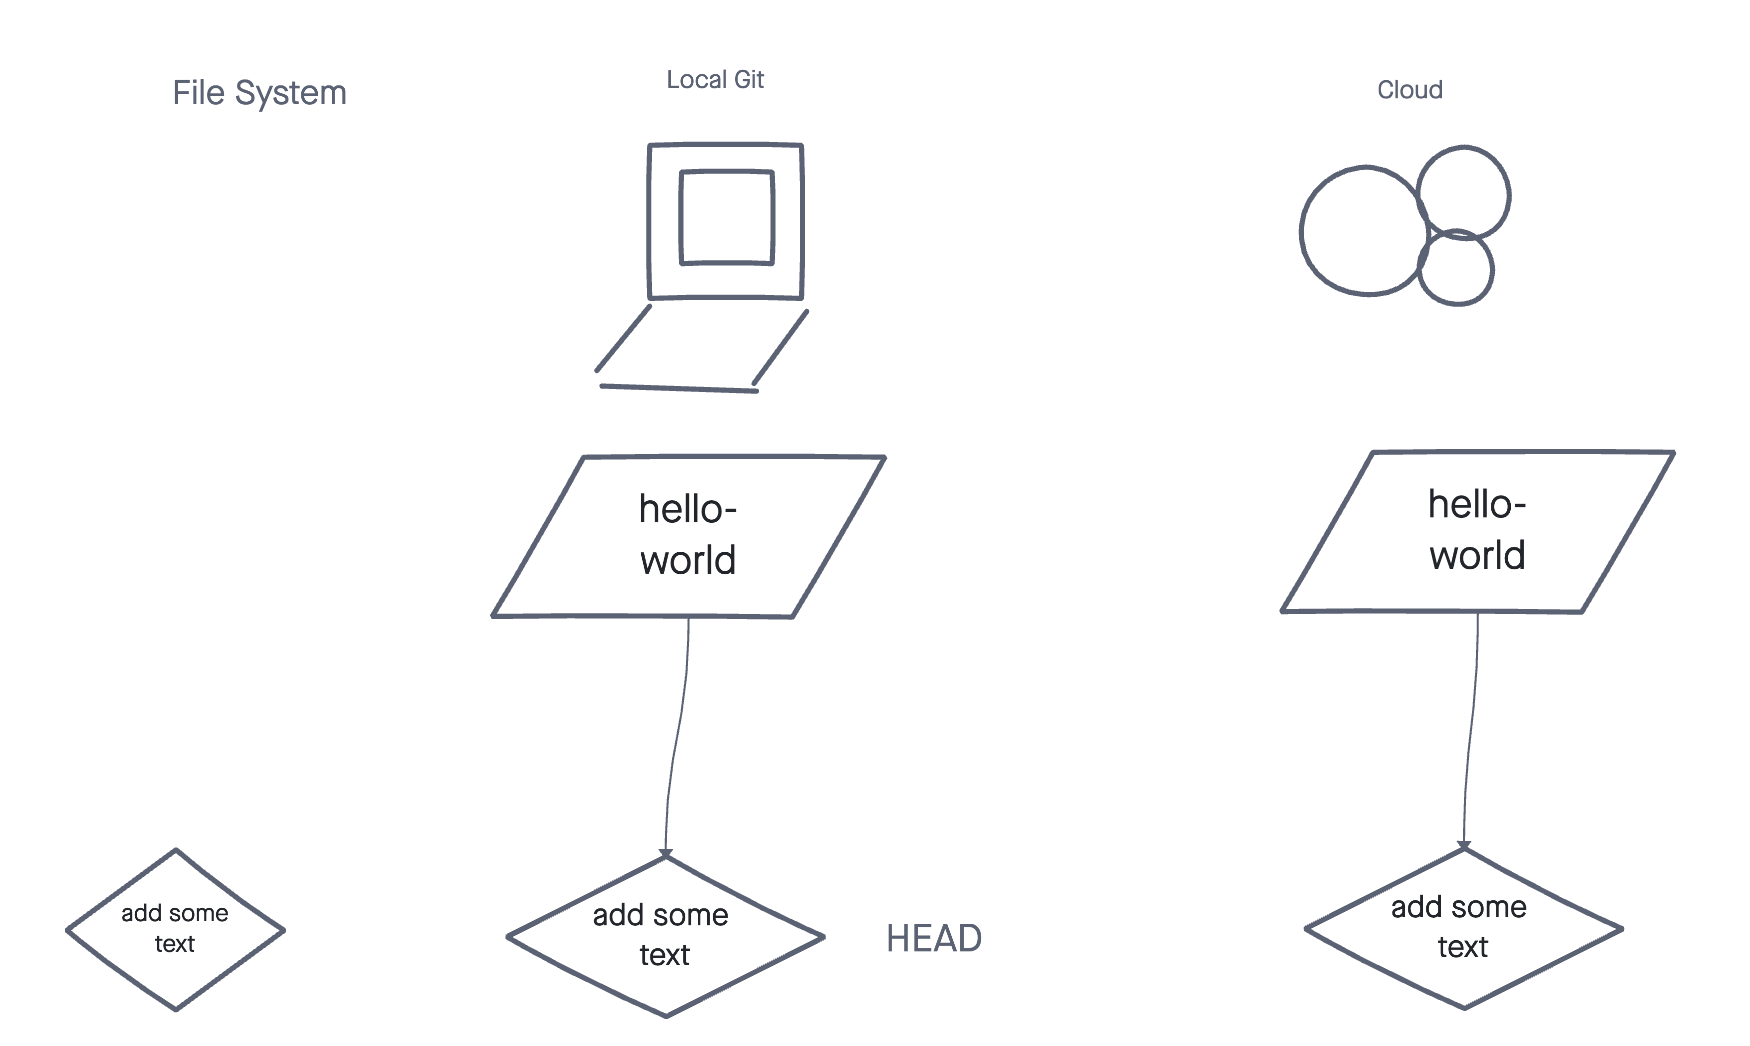 File System
Local Git
Cloud
hello-
world
hello-
world
add some
text
add some
text
HEAD
add some
text